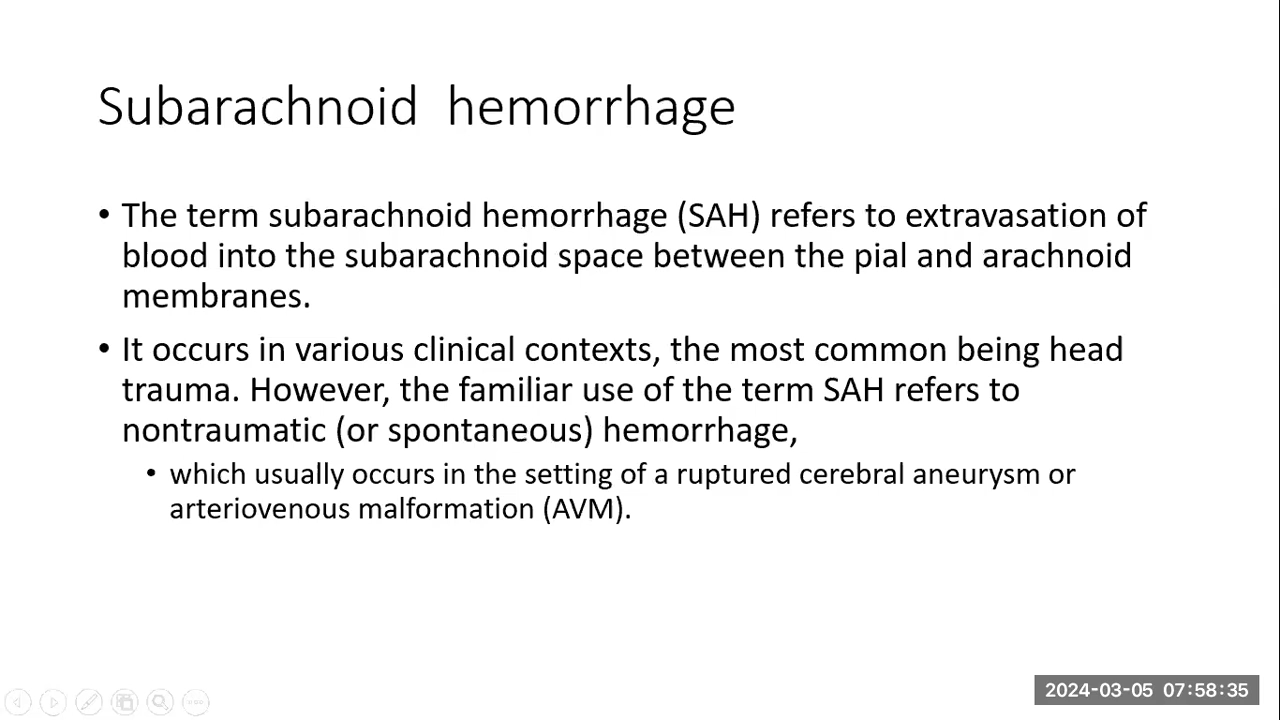 Subarachnoid hemorrhage
• The term subarachnoid hemorrhage (SAH) refers to extravasation of
blood into the subarachnoid space between the pial and arachnoid
membranes.
• It occurs in various clinical contexts, the most common being head
trauma. However, the familiar use of the term SAH refers to
nontraumatic (or spontaneous) hemorrhage,
• which usually occurs in the setting of a ruptured cerebral aneurysm or
arteriovenous malformation (AVM).
2024-03-05 07:58:35